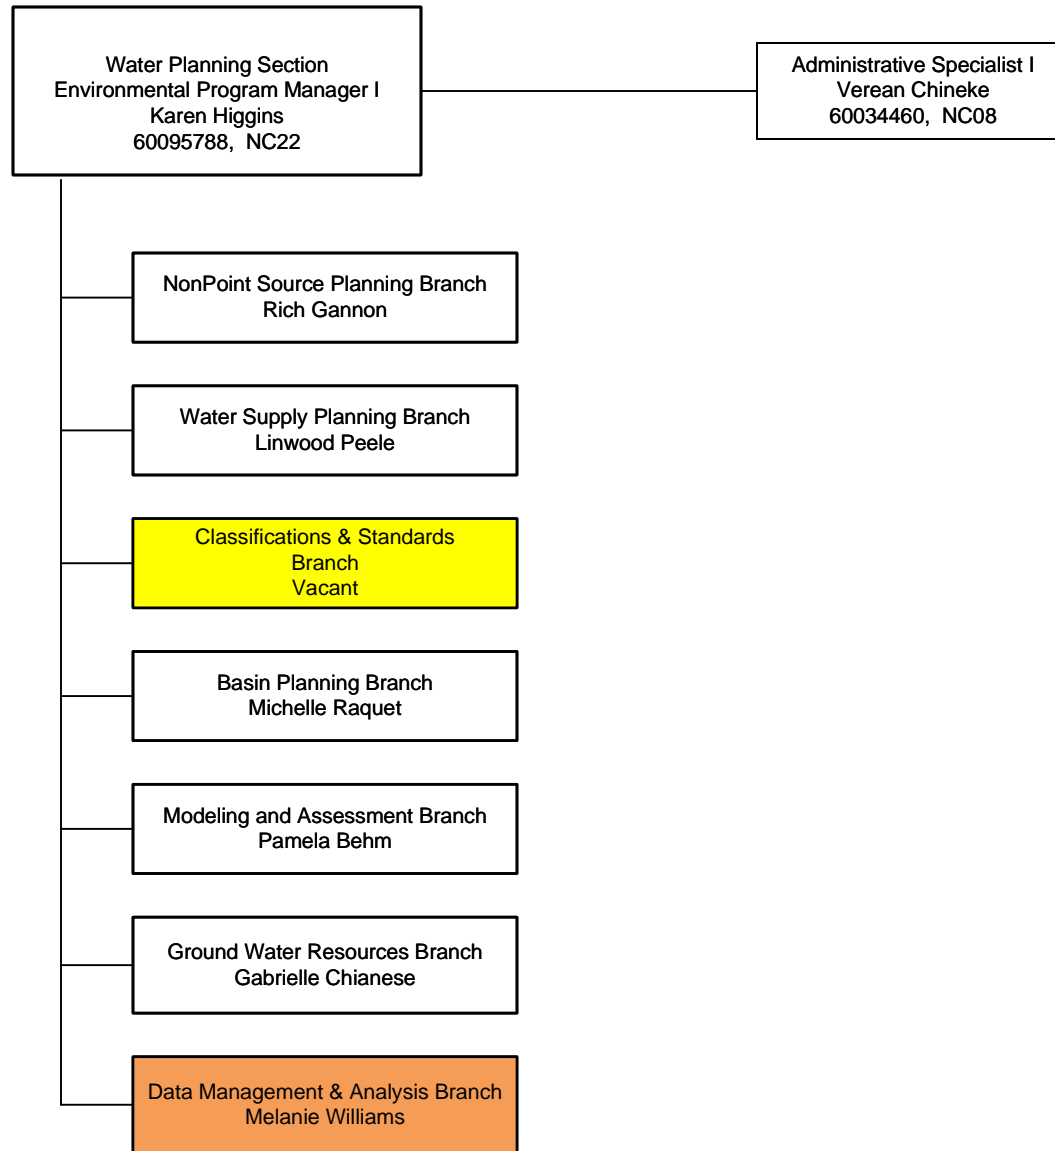 Water Planning Section
Environmental Program Manager I
Karen Higgins
60095788, NC22
Administrative Specialist I
Verean Chineke
60034460, NC08
NonPoint Source Planning Branch
Rich Gannon
Water Supply Planning Branch
Linwood Peele
Classifications & Standards
Branch
Vacant
Basin Planning Branch
Michelle Raquet
Modeling and Assessment Branch
Pamela Behm
Ground Water Resources Branch
Gabrielle Chianese
Data Management & Analysis Branch
Melanie Williams